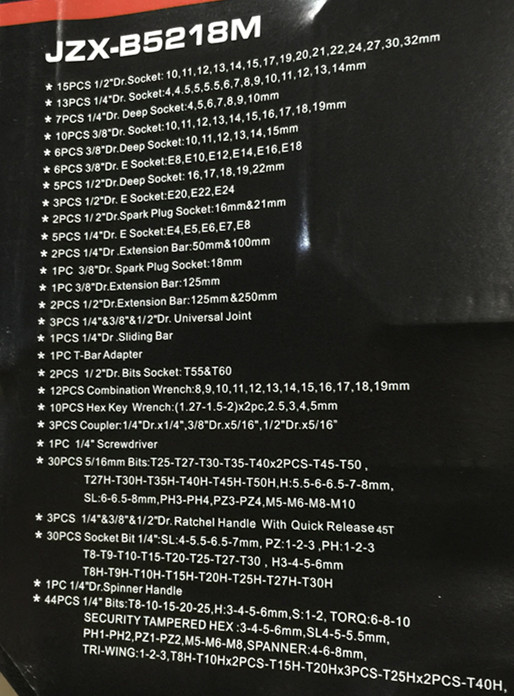 JZX-B5218M
* 15PCS 1/2"Dr.Socket: 10,11,12,13,14,15,17,19,20,21,22,24,27,30,32mm
* 13PCS 1/4"Dr. Socket:4,4.5,5,5.5,6,7,8,9,10,11,12,13,14mm
* 7PCS 1/4"Dr. Deep Socket:4,5,6,7,8,9,10mm
* 10PCS 3/8"Dr. Socket:10,11,12,13,14,15,16,17,18,19mm
* 6PCS 3/8"Dr.Deep Socket:10,11,12,13,14,15mm
* 6PCS 3/8"Dr. E Socket:E8,E10,E12,E14,E16,E18
* 5PCS 1/2"Dr.Deep Socket: 16,17,18,19,22mm
* 3PCS 1/2"Dr. E Socket:E20,E22,E24
* 2PCS 1/ 2"Dr.Spark Plug Socket:16mm&21mm
* 5PCS 1/4"Dr. E Socket:E4,E5,E6,E7,E8
* 2PCS 1/4"Dr .Extension Bar:50mm&100mm
* 1PC 3/8"Dr. Spark Plug Socket:18mm
* 1PC 3/8"Dr.Extension Bar:125mm
* 2PCS 1/2"Dr.Extension Bar:125mm&250mm
* 3PCS 1/4"&3/8"&1/2"Dr. Universal Joint
* 1PCS 1/4"Dr .Sliding Bar
* 1PC T-Bar Adapter
* 2PCS 1/ 2"Dr. Bits Socket: T55&T60
* 12PCS Combination Wrench:8,9,10,11,12,13,14,15,16,17,18,19mm
* 10PCS Hex Key Wrench:(1.27-1.5-2)x2pc,2.5,3,4,5mm
* 3PCS Coupler:1/4"Dr.x1/4",3/8"Dr.x5/16",1/2"Dr.x5/16"
* 1PC 1/4"Screwdriver
* 30PCS 5/16mm Bits:T25-T27-T30-T35-T40x2PCS-T45-T50 ,
T27H-T30H-T35H-T40H-T45H-T50H,H:5.5-6-6.5-7-8mm,
SL:6-6.5-8mm,PH3-PH4,PZ3-PZ4,M5-M6-M8-M10
* 3PCS 1/4"&3/8"&1/2"Dr. Ratchel Handle With Quick Release 45T
* 30PCS Socket Bit 1/4":SL:4-5.5-6.5-7mm, PZ:1-2-3 ,PH:1-2-3
T8-T9-T10-T15-T20-T25-T27-T30 , H3-4-5-6mm
T8H-T9H-T10H-T15H-T20H-T25H-T27H-T30H
* 1PC 1/4"Dr.Spinner Handle
* 44PCS 1/4" Bits:T8-10-15-20-25,H:3-4-5-6mm,S:1-2, TORQ:6-8-10
SECURITY TAMPERED HEX :3-4-5-6mm,SL4-5-5.5mm,
PH1-PH2,PZ1-PZ2,M5-M6-M8,SPANNER:4-6-8mm,
TRI-WING:1-2-3,T8H-T10Hx2PCS-T15H-T20Hx3PCS-T25Hx2PCS-T40H,